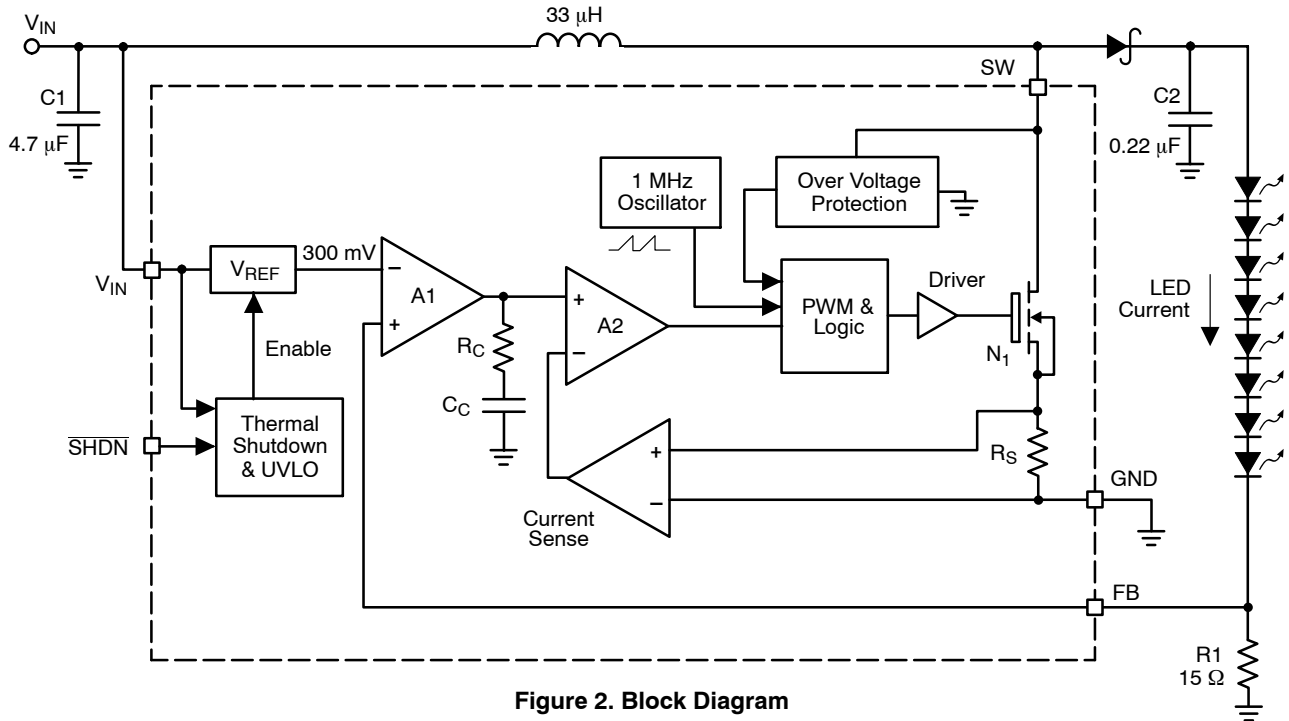 V_IN
33 μH
SW
C1
4.7 μF
C2
0.22 μF
1 MHz
Oscillator
Over Voltage
Protection
V_IN
V_REF
300 mV
−
+
A1
Enable
R_C
C_C
+
−
A2
PWM &
Logic
Driver
N_1
LED
Current
SHDN
Thermal
Shutdown
& UVLO
+
−
Current
Sense
R_S
GND
FB
R1
15 Ω
Figure 2. Block Diagram